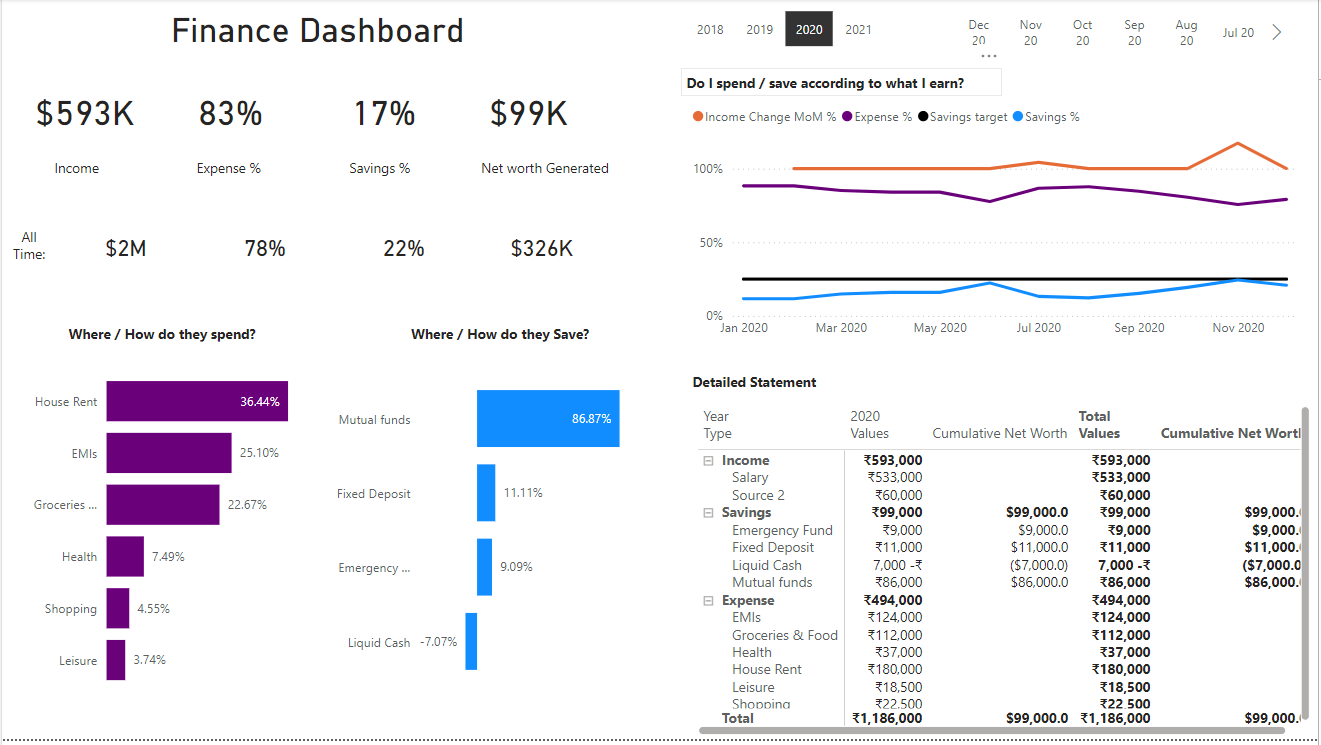 Finance Dashboard
2018 2019 2020 2021
Dec 20 Nov 20 Oct 20 Sep 20 Aug 20 Jul 20
$593K 83% 17% $99K
Income Expense % Savings % Net worth Generated
All Time: $2M 78% 22% $326K
Do I spend / save according to what I earn?
Income Change MoM % Expense % Savings target Savings %
100%
50%
0%
Jan 2020 Mar 2020 May 2020 Jul 2020 Sep 2020 Nov 2020
Where / How do they spend?
House Rent 36.44%
EMIs 25.10%
Groceries ... 22.67%
Health 7.49%
Shopping 4.55%
Leisure 3.74%
Where / How do they Save?
Mutual funds 86.87%
Fixed Deposit 11.11%
Emergency ... 9.09%
Liquid Cash -7.07%
Detailed Statement
Year 2020 Total
Type Values Cumulative Net Worth Values Cumulative Net Worth
Income ₹593,000 ₹593,000
Salary ₹533,000 ₹533,000
Source 2 ₹60,000 ₹60,000
Savings ₹99,000 $99,000.0 ₹99,000 $99,000.
Emergency Fund ₹9,000 $9,000.0 ₹9,000 $9,000.
Fixed Deposit ₹11,000 $11,000.0 ₹11,000 $11,000.
Liquid Cash 7,000 -₹ ($7,000.0) 7,000 -₹ ($7,000.0
Mutual funds ₹86,000 $86,000.0 ₹86,000 $86,000.
Expense ₹494,000 ₹494,000
EMIs ₹124,000 ₹124,000
Groceries & Food ₹112,000 ₹112,000
Health ₹37,000 ₹37,000
House Rent ₹180,000 ₹180,000
Leisure ₹18,500 ₹18,500
Shopping ₹22,500 ₹22,500
Total ₹1,186,000 $99,000.0 ₹1,186,000 $99,000.